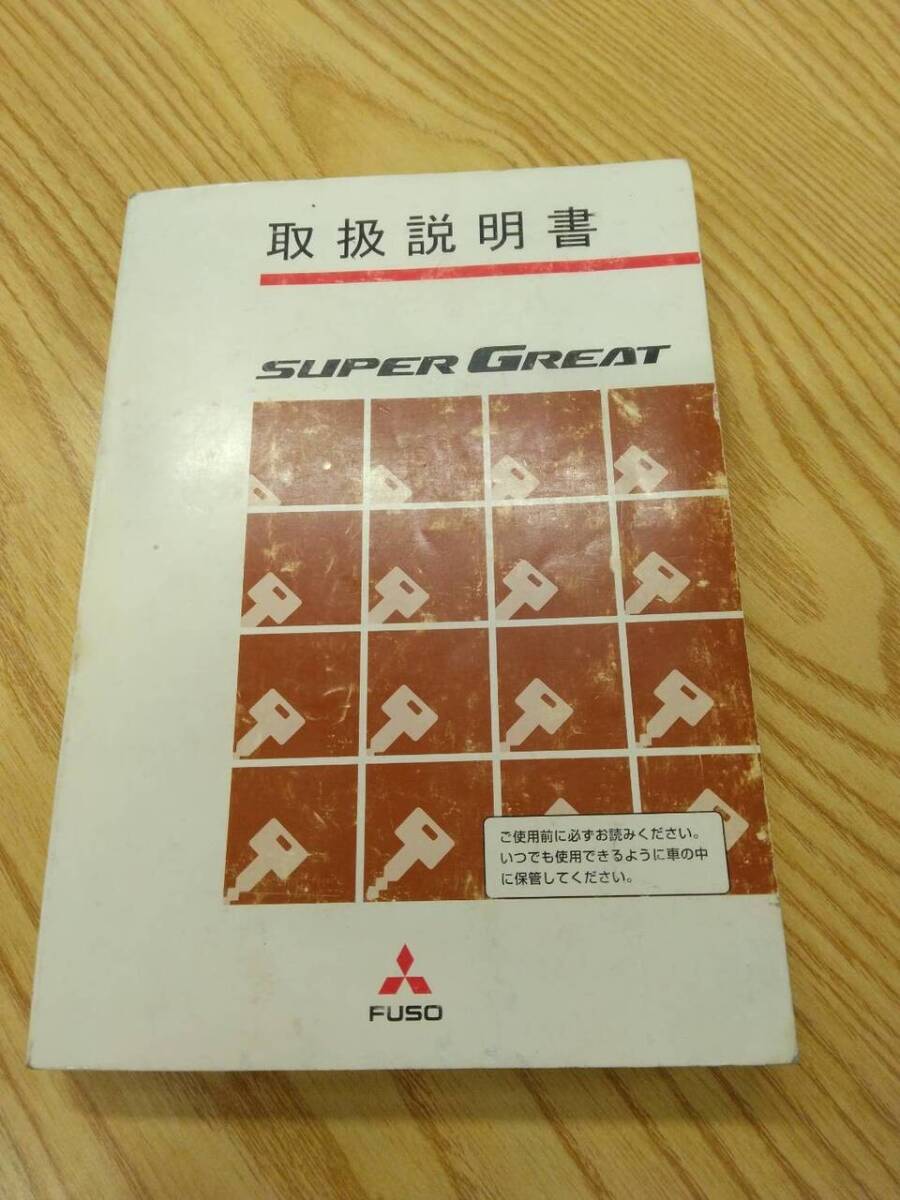 取扱説明書
SUPER GREAT
ご使用前に必ずお読みください。
いつでも使用できるように車の中
に保管してください。
FUSO